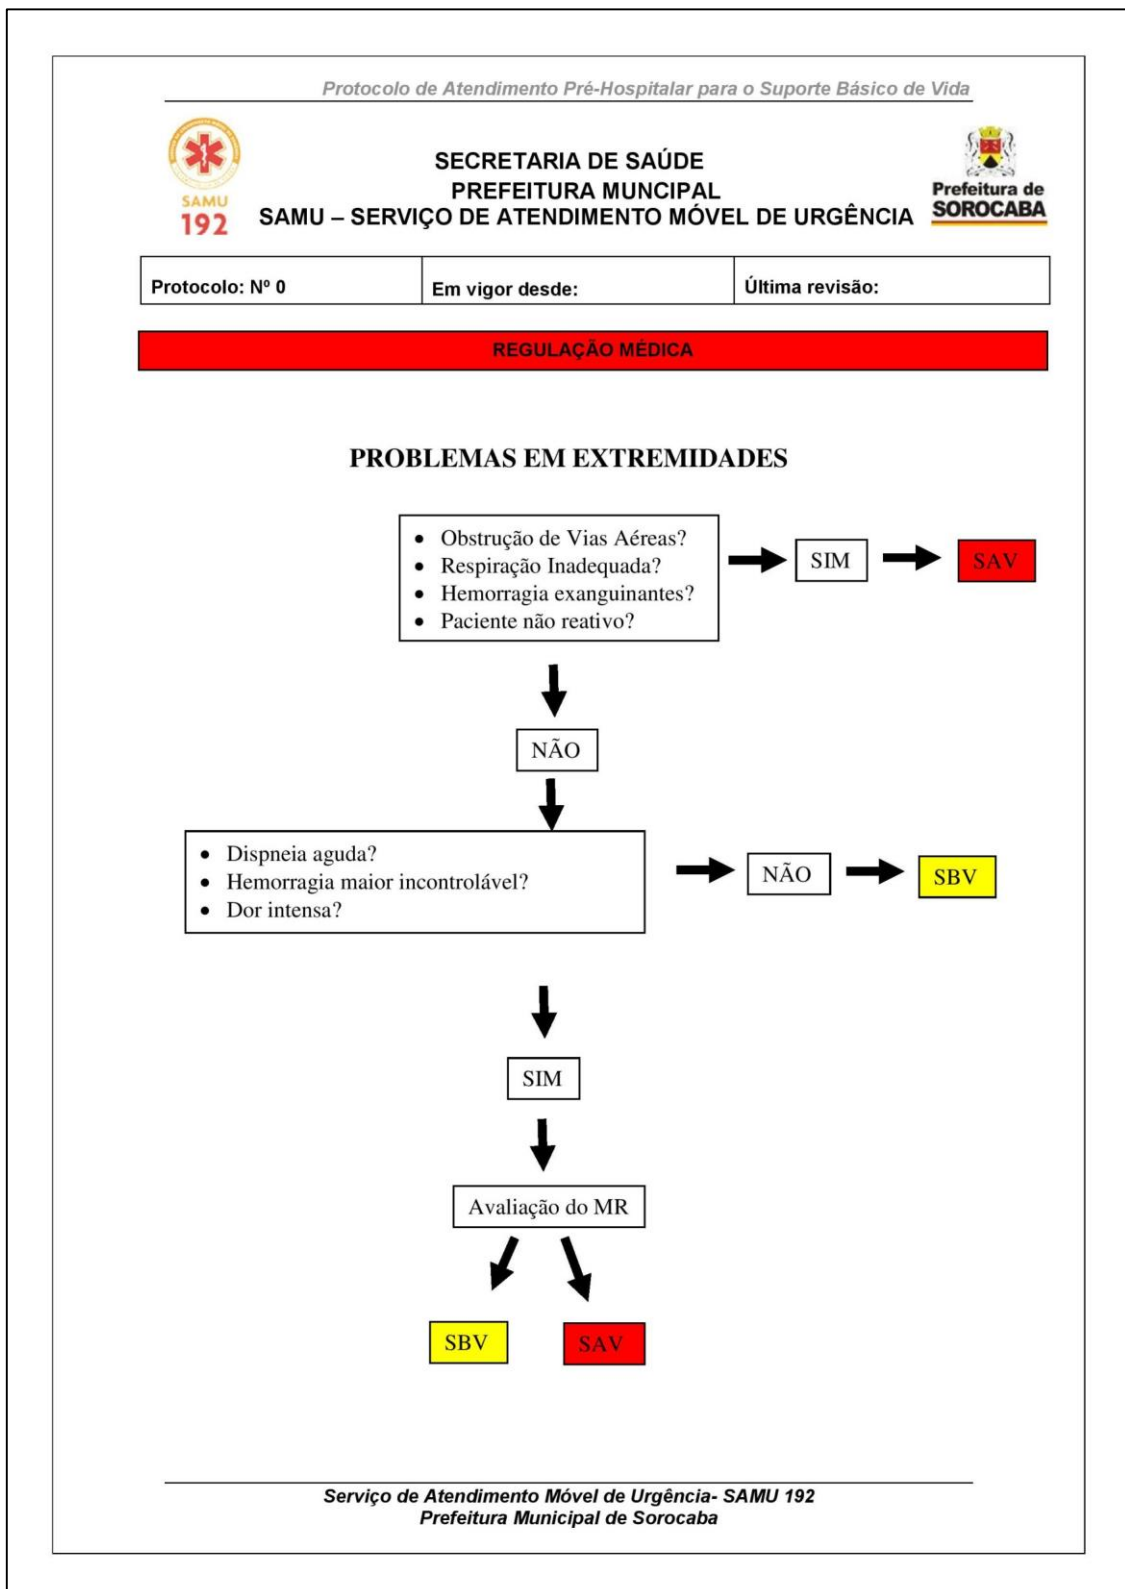 Protocolo de Atendimento Pré-Hospitalar para o Suporte Básico de Vida
SAMU
192
SECRETARIA DE SAÚDE
PREFEITURA MUNCIPAL
SAMU – SERVIÇO DE ATENDIMENTO MÓVEL DE URGÊNCIA
Prefeitura de
SOROCABA
Protocolo: Nº 0
Em vigor desde:
Última revisão:
REGULAÇÃO MÉDICA
PROBLEMAS EM EXTREMIDADES
• Obstrução de Vias Aéreas?
• Respiração Inadequada?
• Hemorragia exanguinantes?
• Paciente não reativo?
SIM
SAV
NÃO
• Dispneia aguda?
• Hemorragia maior incontrolável?
• Dor intensa?
NÃO
SBV
SIM
Avaliação do MR
SBV
SAV
Serviço de Atendimento Móvel de Urgência- SAMU 192
Prefeitura Municipal de Sorocaba